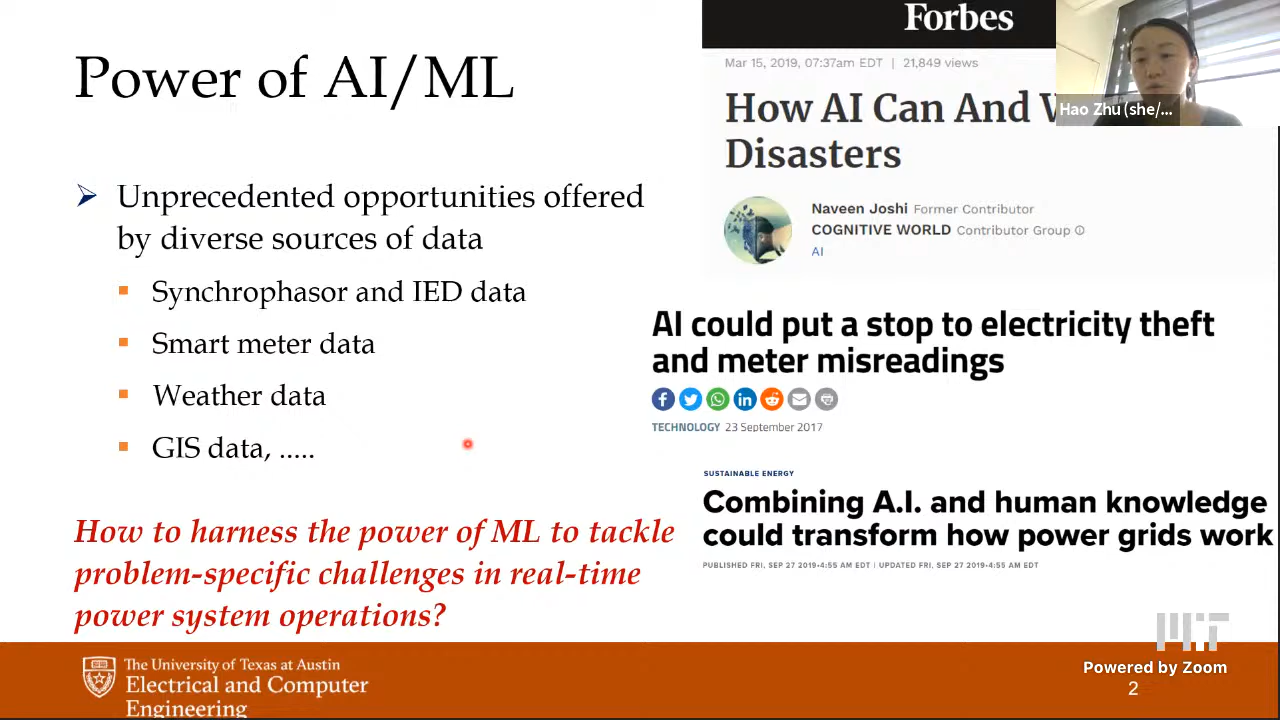 Power of AI/ML
Unprecedented opportunities offered
by diverse sources of data
Synchrophasor and IED data
Smart meter data
Weather data
GIS data, .....
How to harness the power of ML to tackle
problem-specific challenges in real-time
power system operations?
Forbes
Mar 15, 2019, 07:37am EDT | 21,849 views
How AI Can And
Disasters
Naveen Joshi Former Contributor
COGNITIVE WORLD Contributor Group
AI
Hao Zhu (she/...
AI could put a stop to electricity theft
and meter misreadings
TECHNOLOGY 23 September 2017
SUSTAINABLE ENERGY
Combining A.I. and human knowledge
could transform how power grids work
PUBLISHED FRI, SEP 27 2019•4:55 AM EDT | UPDATED FRI, SEP 27 2019•4:55 AM EDT
The University of Texas at Austin
Electrical and Computer
Engineering
MIT
Powered by Zoom
2